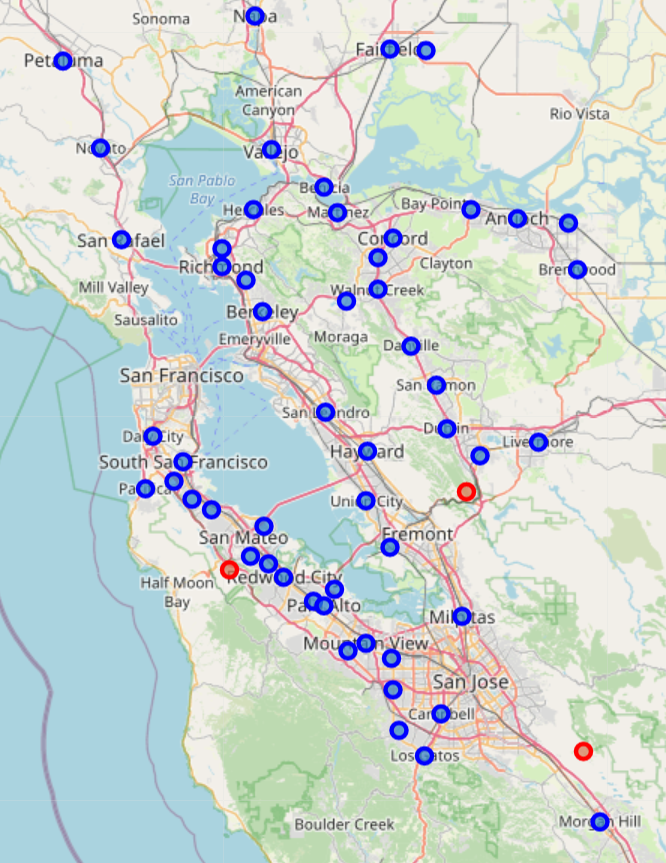 Sonoma
Napa
Petaluma
Fairfield
American
Canyon
Rio Vista
Novato
Vallejo
San Pablo
Bay
Benicia
Hercules
Martinez
Bay Point
Antioch
San Rafael
Concord
Richmond
Clayton
Brentwood
Mill Valley
Walnut Creek
Sausalito
Berkeley
Emeryville
Moraga
Danville
San Francisco
San Ramon
San Leandro
Daly City
Dublin
Livermore
Hayward
South San Francisco
Pacifica
Union City
San Mateo
Fremont
Half Moon
Bay
Redwood City
Palo Alto
Milpitas
Mountain View
San Jose
Campbell
Los Gatos
Boulder Creek
Morgan Hill